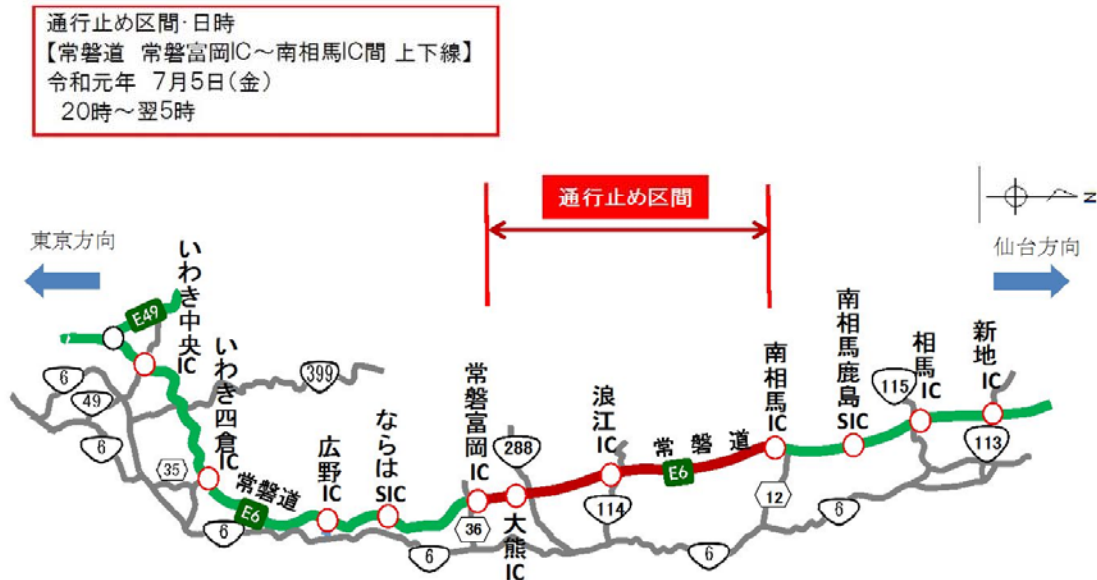 通行止め区間･日時
【常磐道 常磐富岡IC～南相馬IC間 上下線】
令和元年 7月5日(金)
20時～翌5時
通行止め区間
N
東京方向
仙台方向
いわき中央IC
E49
いわき四倉IC
399
6
49
6
35
常磐道
E6
6
広野IC
ならはSIC
常磐富岡IC
36
6
大熊IC
288
浪江IC
114
常磐道
E6
南相馬IC
12
6
6
南相馬鹿島SIC
115
相馬IC
新地IC
113